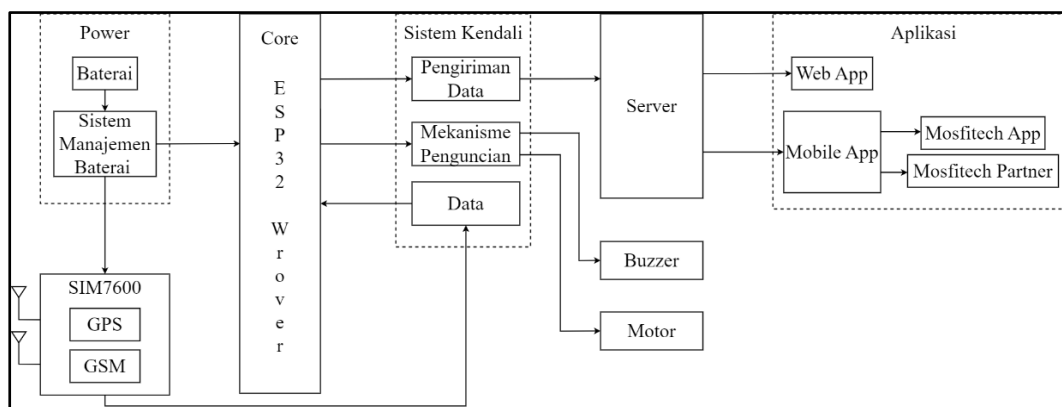 Power
Baterai
Sistem
Manajemen
Baterai
SIM7600
GPS
GSM
Core
E
S
P
3
2
W
r
o
v
e
r
Sistem Kendali
Pengiriman
Data
Mekanisme
Penguncian
Data
Server
Buzzer
Motor
Aplikasi
Web App
Mobile App
Mosfitech App
Mosfitech Partner